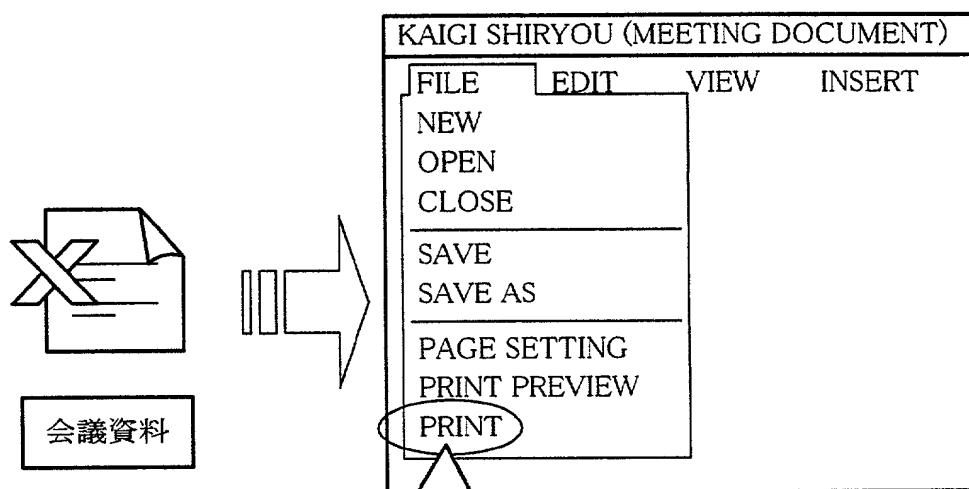 KAIGI SHIRYOU (MEETING DOCUMENT)
FILE EDIT VIEW INSERT
NEW
OPEN
CLOSE
SAVE
SAVE AS
PAGE SETTING
PRINT PREVIEW
PRINT
会議資料